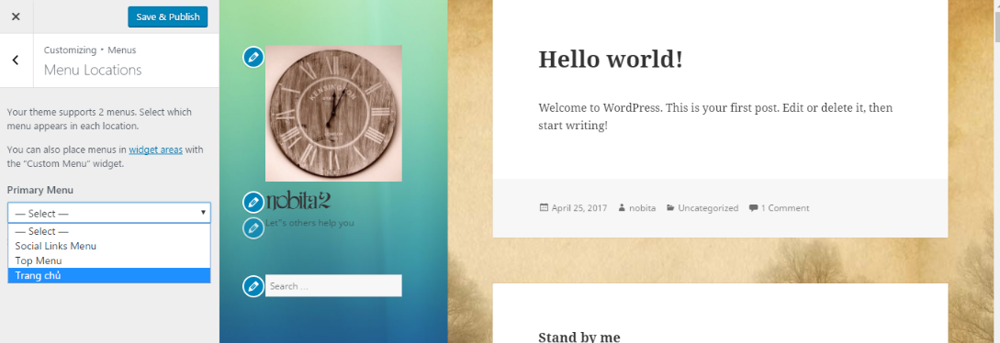 Save & Publish
Customizing • Menus
Menu Locations
Your theme supports 2 menus. Select which
menu appears in each location.
You can also place menus in widget areas with
the "Custom Menu" widget.
Primary Menu
— Select —
— Select —
Social Links Menu
Top Menu
Trang chủ
KENSINGTON
nobita2
Let"s others help you
Search ...
Hello world!
Welcome to WordPress. This is your first post. Edit or delete it, then
start writing!
April 25, 2017 nobita Uncategorized 1 Comment
Stand by me